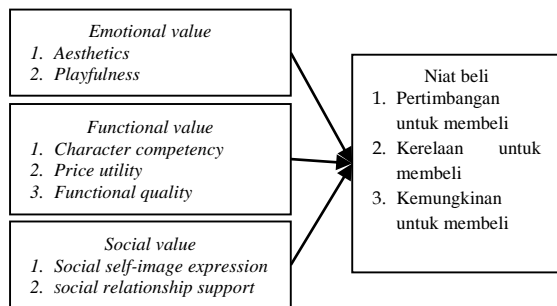 Emotional value
1. Aesthetics
2. Playfulness
Functional value
1. Character competency
2. Price utility
3. Functional quality
Social value
1. Social self-image expression
2. social relationship support
Niat beli
1. Pertimbangan
untuk membeli
2. Kerelaan untuk
membeli
3. Kemungkinan
untuk membeli